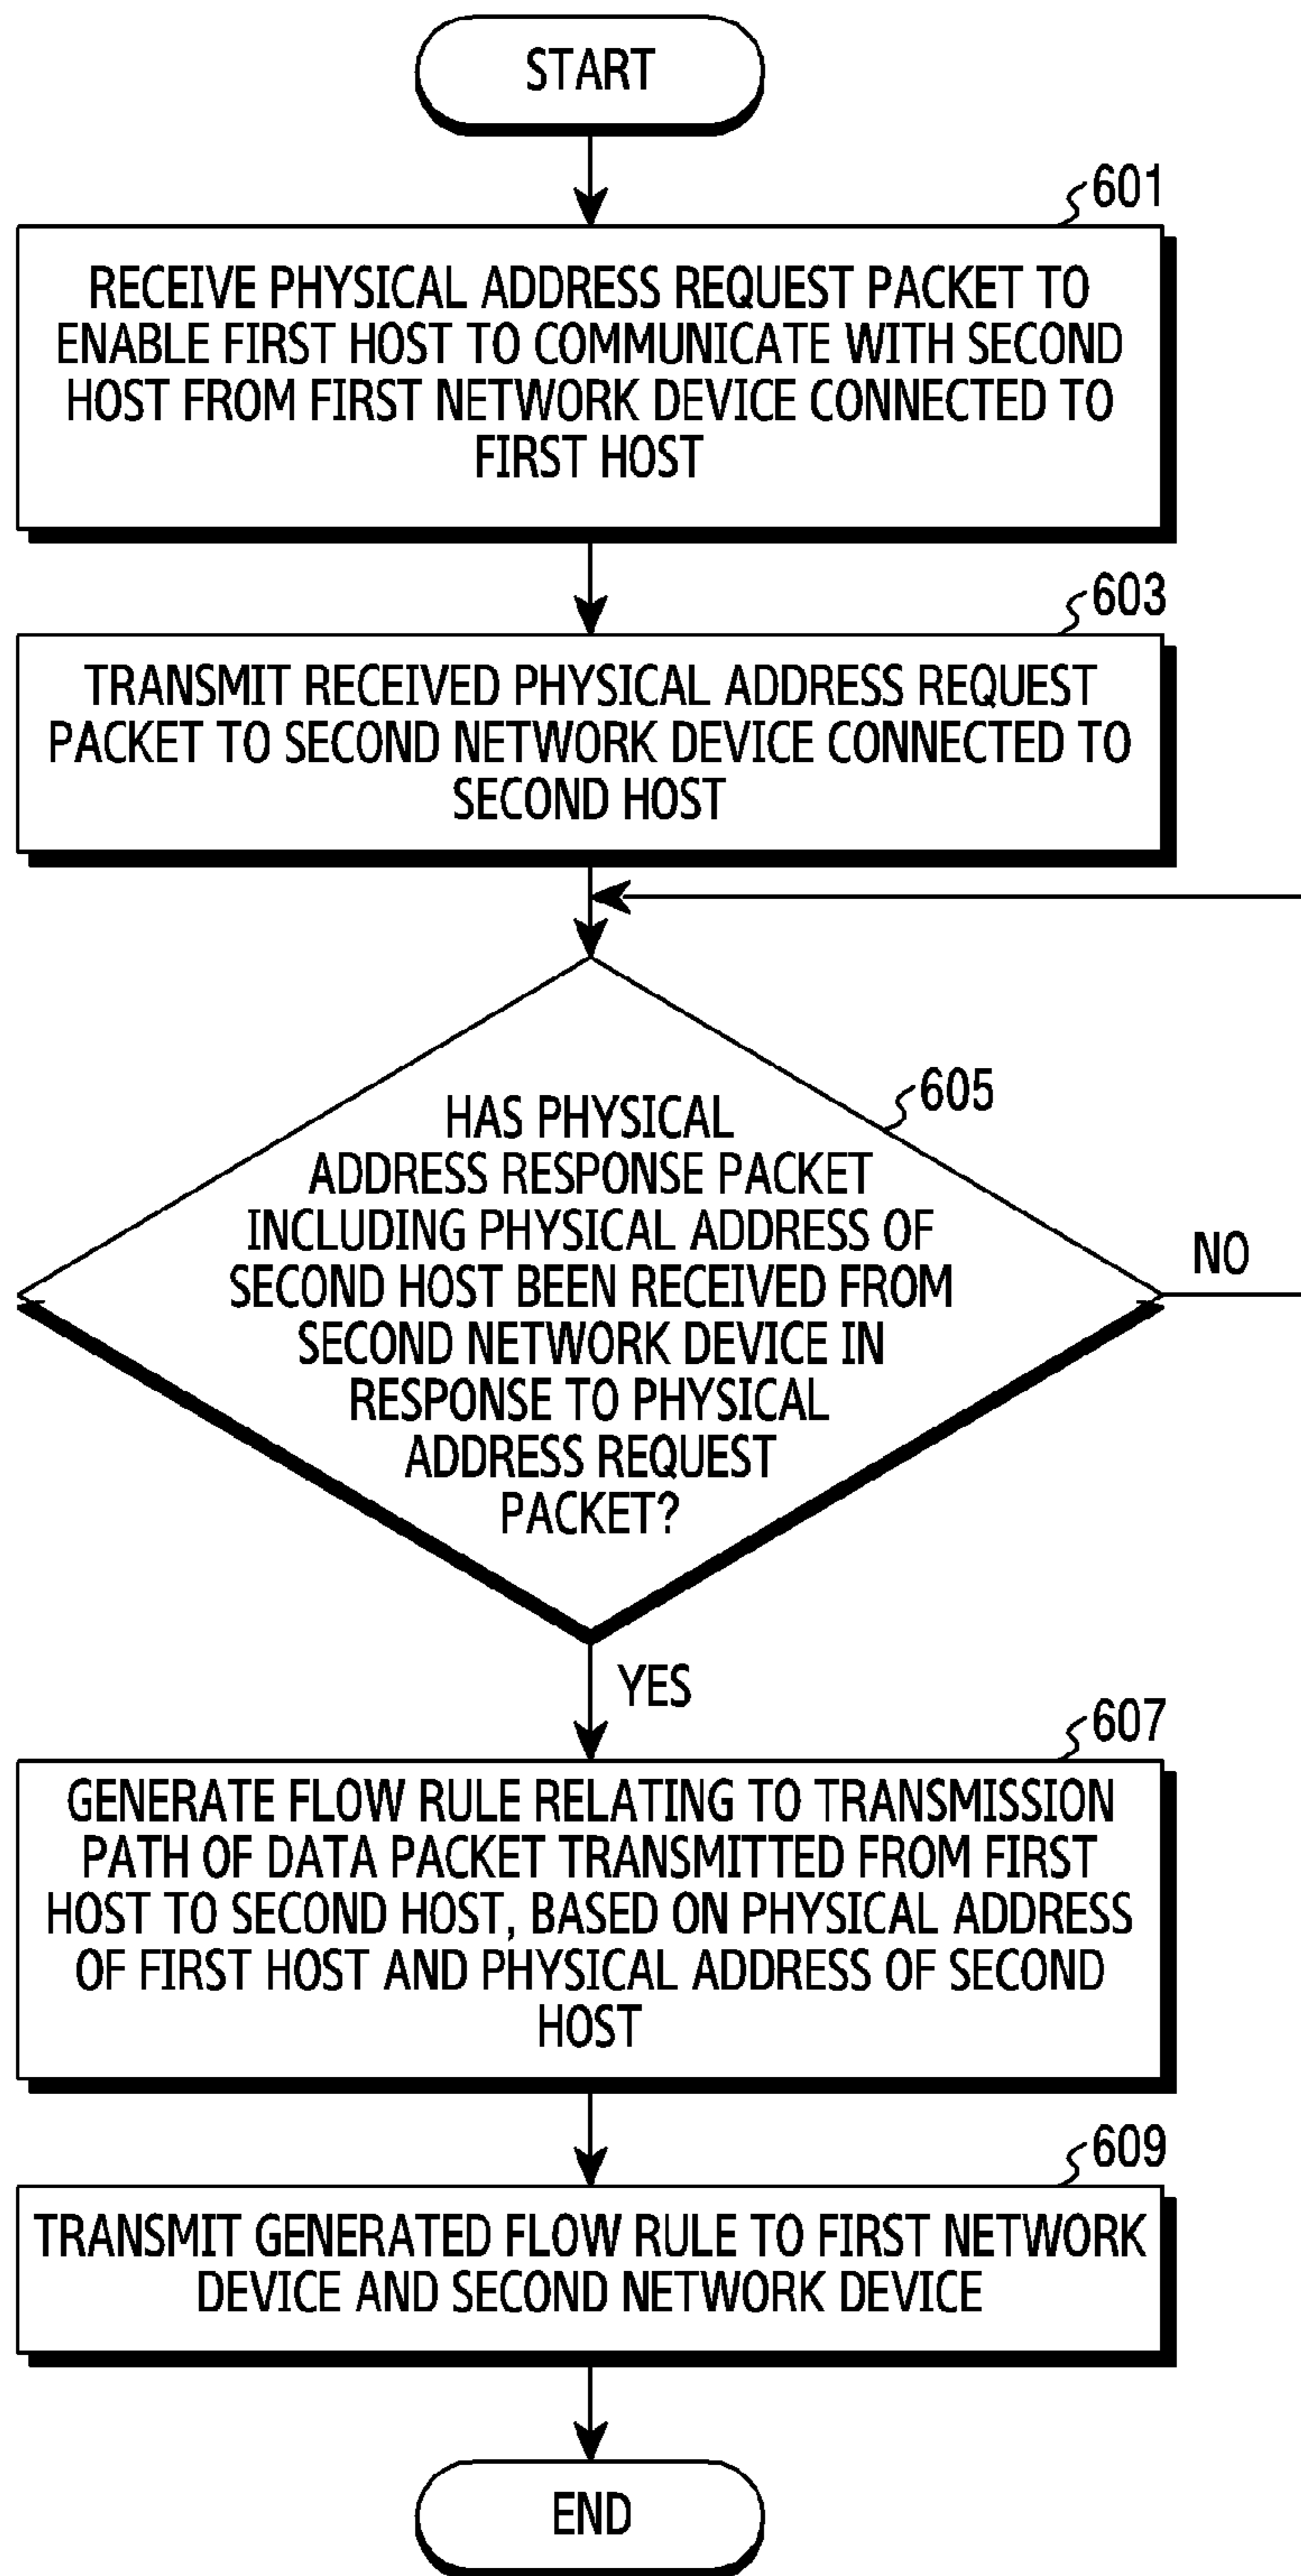 START
601
RECEIVE PHYSICAL ADDRESS REQUEST PACKET TO
ENABLE FIRST HOST TO COMMUNICATE WITH SECOND
HOST FROM FIRST NETWORK DEVICE CONNECTED TO
FIRST HOST
603
TRANSMIT RECEIVED PHYSICAL ADDRESS REQUEST
PACKET TO SECOND NETWORK DEVICE CONNECTED TO
SECOND HOST
605
HAS PHYSICAL
ADDRESS RESPONSE PACKET
INCLUDING PHYSICAL ADDRESS OF
SECOND HOST BEEN RECEIVED FROM
SECOND NETWORK DEVICE IN
RESPONSE TO PHYSICAL
ADDRESS REQUEST
PACKET?
NO
YES
607
GENERATE FLOW RULE RELATING TO TRANSMISSION
PATH OF DATA PACKET TRANSMITTED FROM FIRST
HOST TO SECOND HOST, BASED ON PHYSICAL ADDRESS
OF FIRST HOST AND PHYSICAL ADDRESS OF SECOND
HOST
609
TRANSMIT GENERATED FLOW RULE TO FIRST NETWORK
DEVICE AND SECOND NETWORK DEVICE
END